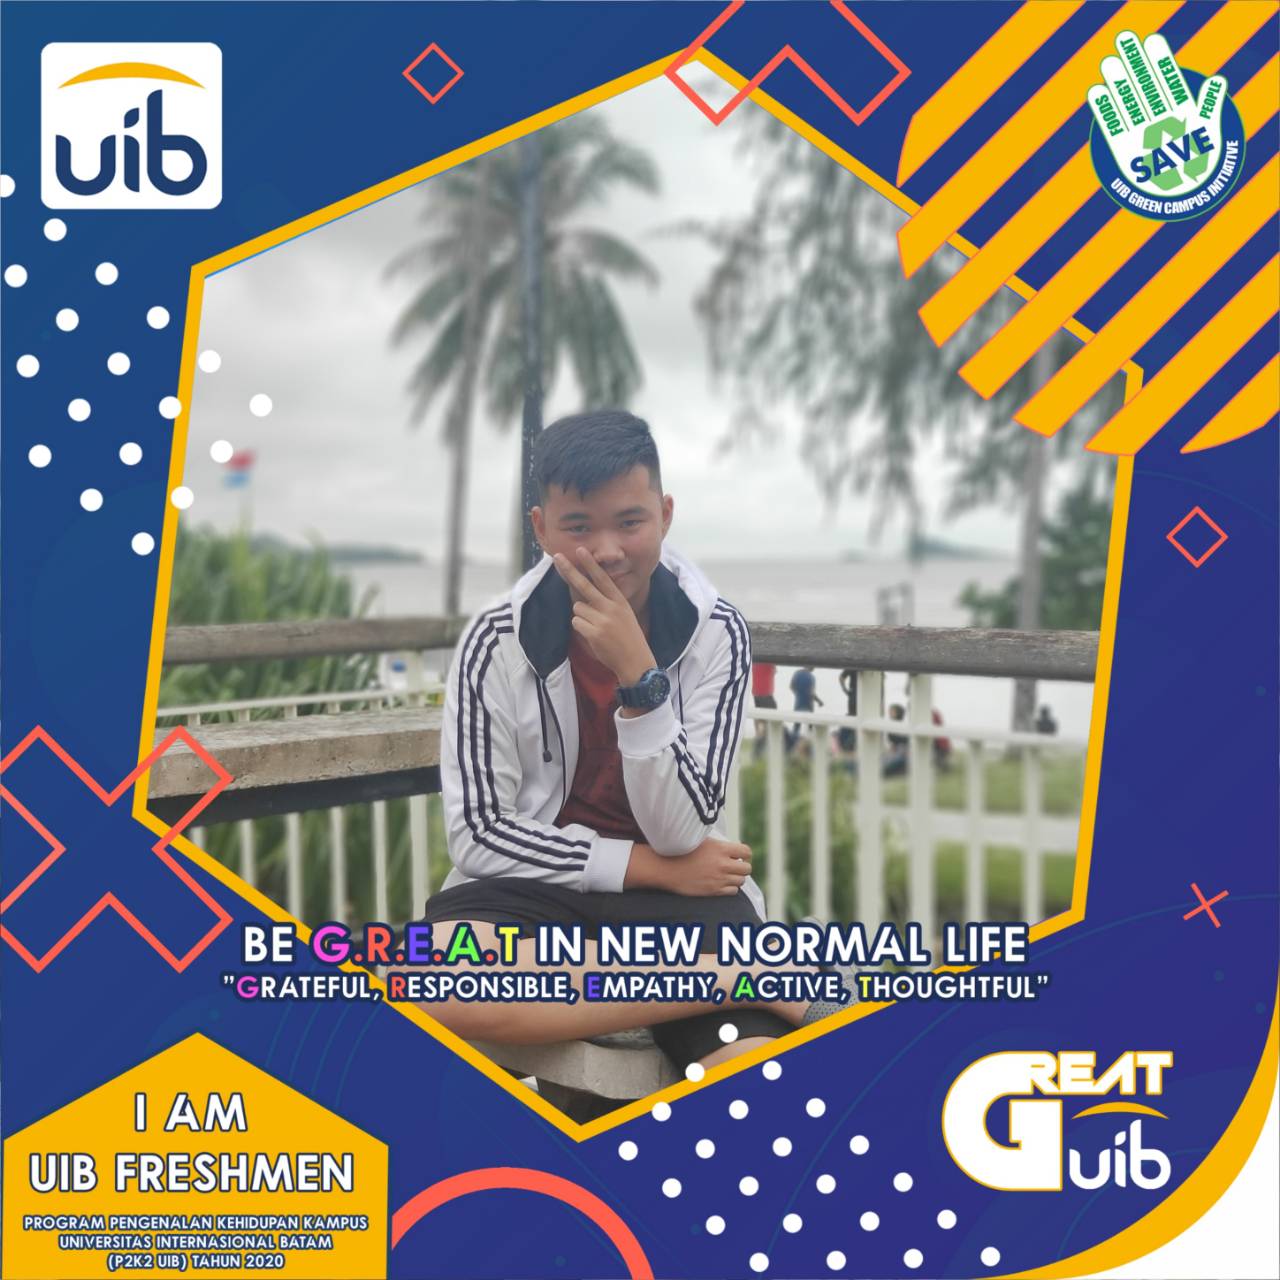 uib
FOODS
ENERGY
ENVIRONMENT
WATER
PEOPLE
SAVE
UIB GREEN CAMPUS INITIATIVE
BE G.R.E.A.T IN NEW NORMAL LIFE
"GRATEFUL, RESPONSIBLE, EMPATHY, ACTIVE, THOUGHTFUL"
I AM
UIB FRESHMEN
PROGRAM PENGENALAN KEHIDUPAN KAMPUS
UNIVERSITAS INTERNASIONAL BATAM
(P2K2 UIB) TAHUN 2020
GREAT
uib